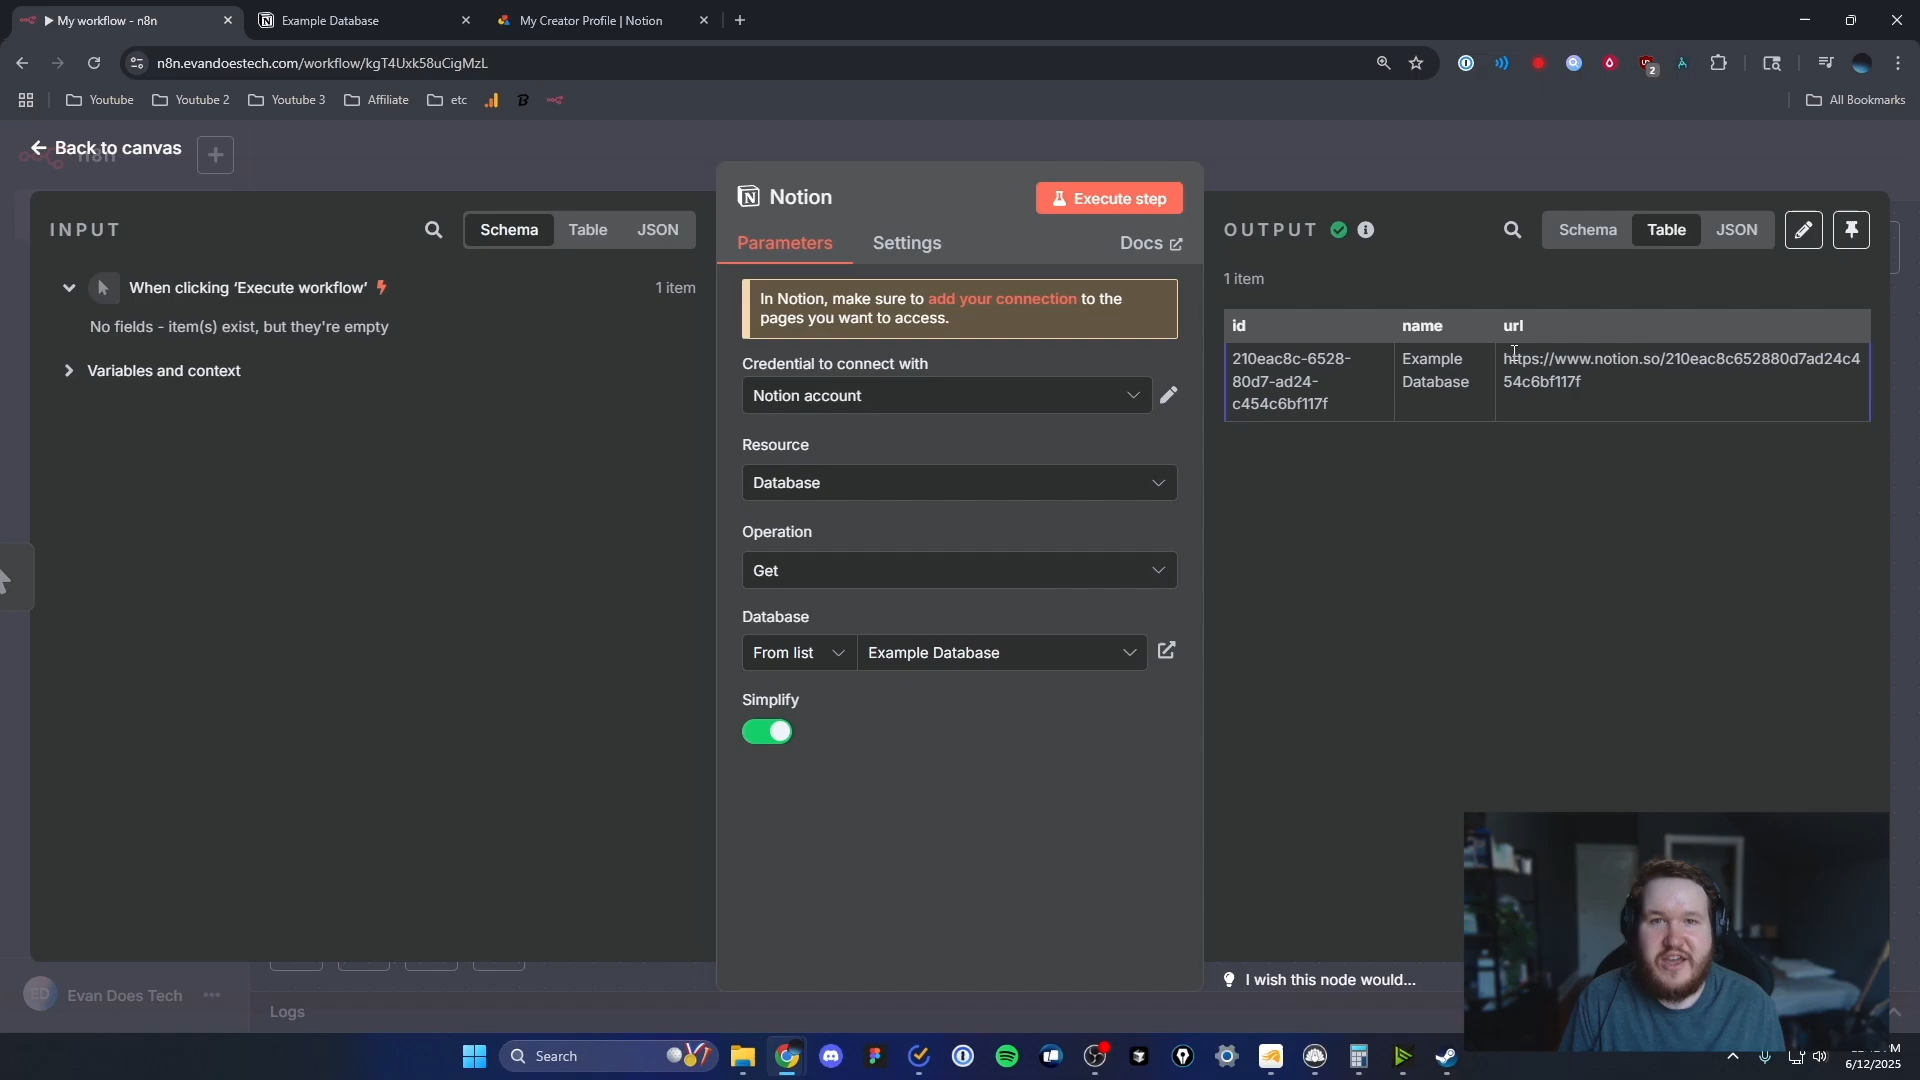 My workflow - n8n
Example Database
My Creator Profile | Notion
n8n.evandoestech.com/workflow/kgT4Uxk58uCigMzL
2
Youtube
Youtube 2
Youtube 3
Affiliate
etc
All Bookmarks
Back to canvas
n8n
INPUT
Schema
Table
JSON
When clicking ‘Execute workflow’
1 item
No fields - item(s) exist, but they're empty
Variables and context
Notion
Execute step
Parameters
Settings
Docs
In Notion, make sure to add your connection to the
pages you want to access.
Credential to connect with
Notion account
Resource
Database
Operation
Get
Database
From list
Example Database
Simplify
OUTPUT
Schema
Table
JSON
1 item
id
name
url
210eac8c-6528-
80d7-ad24-
c454c6bf117f
Example
Database
https://www.notion.so/210eac8c652880d7ad24c4
54c6bf117f
I wish this node would...
ED
Evan Does Tech
Logs
Search
6/12/2025